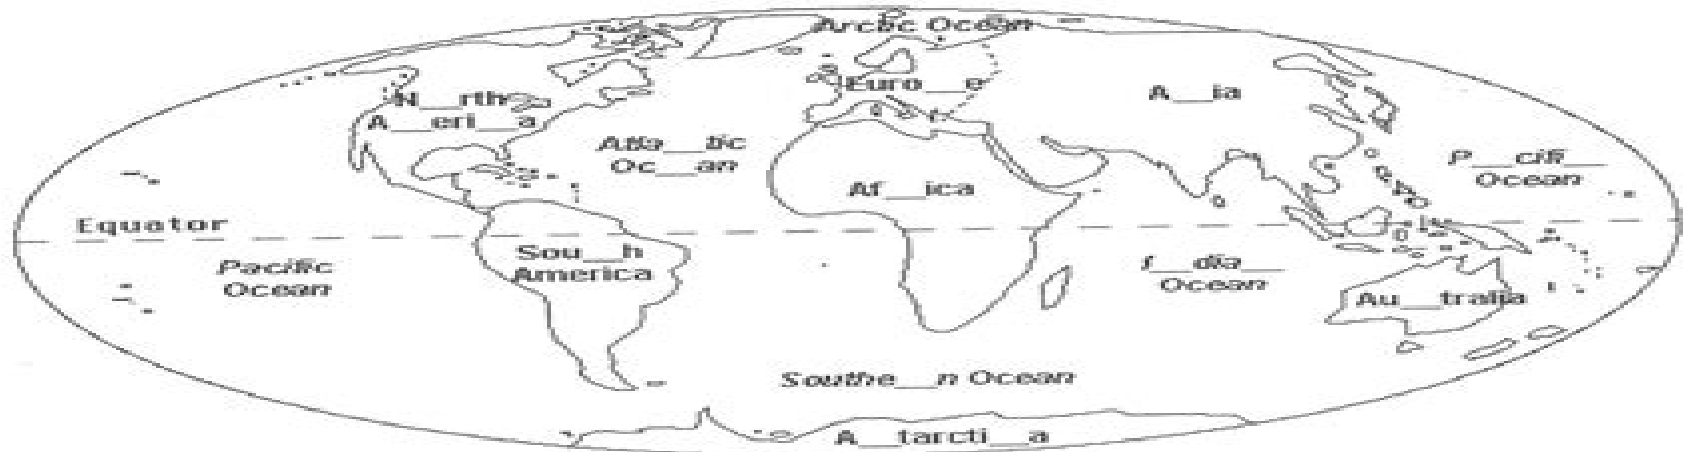 Arctic Ocean
N__rth
A__eri__a
Euro__e
A__ia
Atla__tic
Oc__an
P__cifi__
Ocean
Af__ica
Equator
Sou__h
America
Pacific
Ocean
I__dia__
Ocean
Au__tralia
Southe__n Ocean
A__tarcti__a